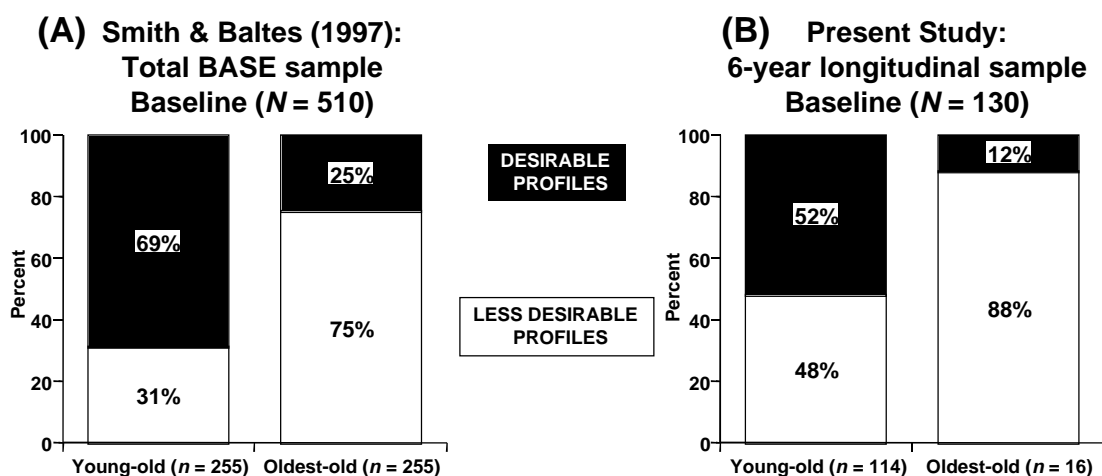 (A) Smith & Baltes (1997):
Total BASE sample
Baseline (N = 510)
Percent
100
80
60
40
20
0
69%
31%
25%
75%
Young-old (n = 255)
Oldest-old (n = 255)
DESIRABLE
PROFILES
LESS DESIRABLE
PROFILES
(B) Present Study:
6-year longitudinal sample
Baseline (N = 130)
Percent
100
80
60
40
20
0
52%
48%
12%
88%
Young-old (n = 114)
Oldest-old (n = 16)